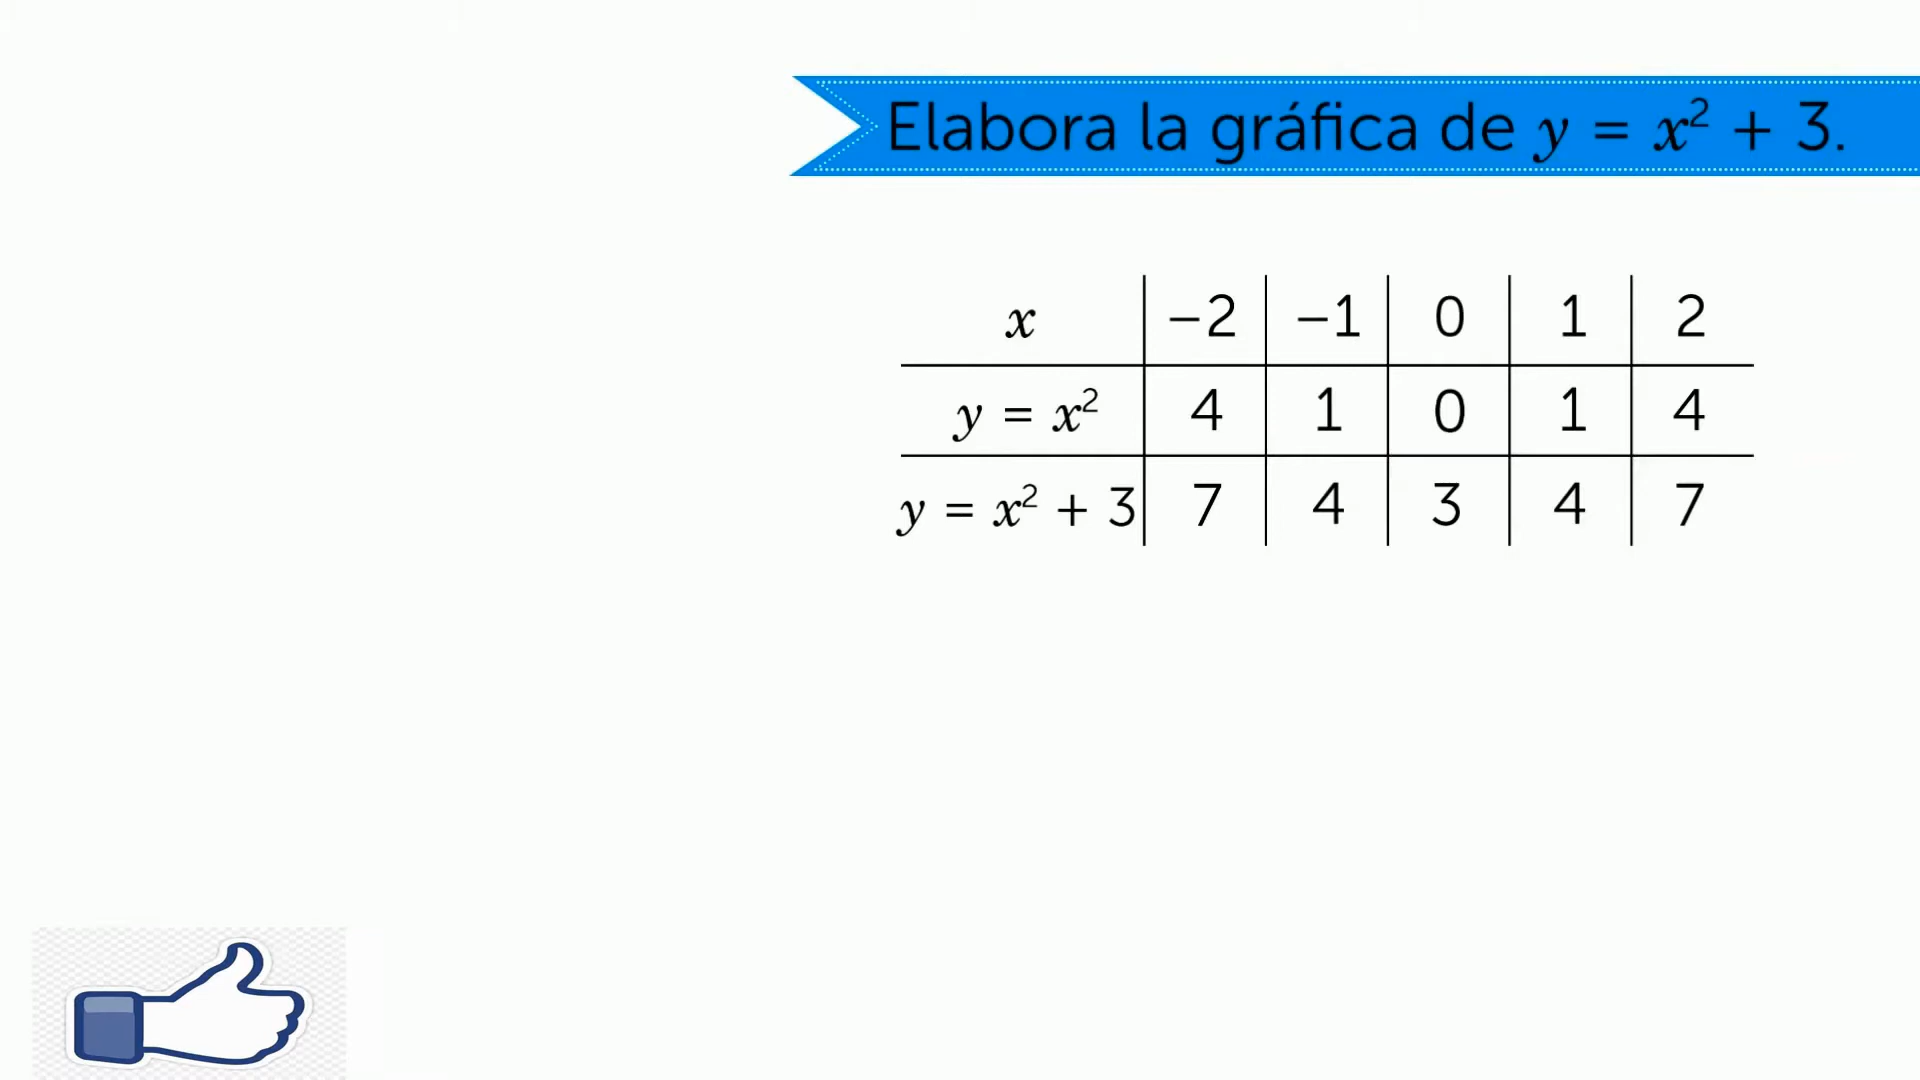 Elabora la gráfica de y = x² + 3.
x −2 −1 0 1 2
y = x² 4 1 0 1 4
y = x² + 3 7 4 3 4 7